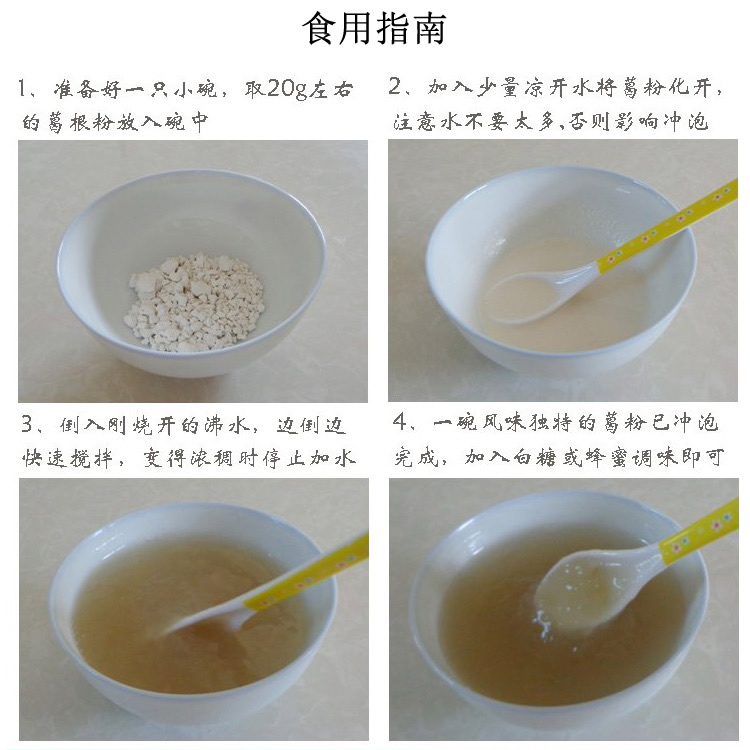 食用指南
1、准备好一只小碗，取20g左右
的葛根粉放入碗中
2、加入少量凉开水将葛粉化开，
注意水不要太多,否则影响冲泡
3、倒入刚烧开的沸水，边倒边
快速搅拌，变得浓稠时停止加水
4、一碗风味独特的葛粉已冲泡
完成，加入白糖或蜂蜜调味即可